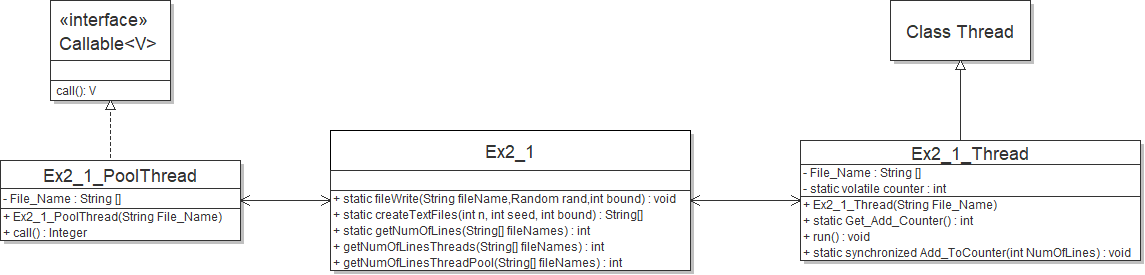 «interface»
Callable<V>
call(): V
Class Thread
Ex2_1_PoolThread
- File_Name : String []
+ Ex2_1_PoolThread(String File_Name)
+ call() : Integer
Ex2_1
+ static fileWrite(String fileName,Random rand,int bound) : void
+ static createTextFiles(int n, int seed, int bound) : String[]
+ static getNumOfLines(String[] fileNames) : int
+ getNumOfLinesThreads(String[] fileNames) : int
+ getNumOfLinesThreadPool(String[] fileNames) : int
Ex2_1_Thread
- File_Name : String []
- static volatile counter : int
+ Ex2_1_Thread(String File_Name)
+ static Get_Add_Counter() : int
+ run() : void
+ static synchronized Add_ToCounter(int NumOfLines) : void